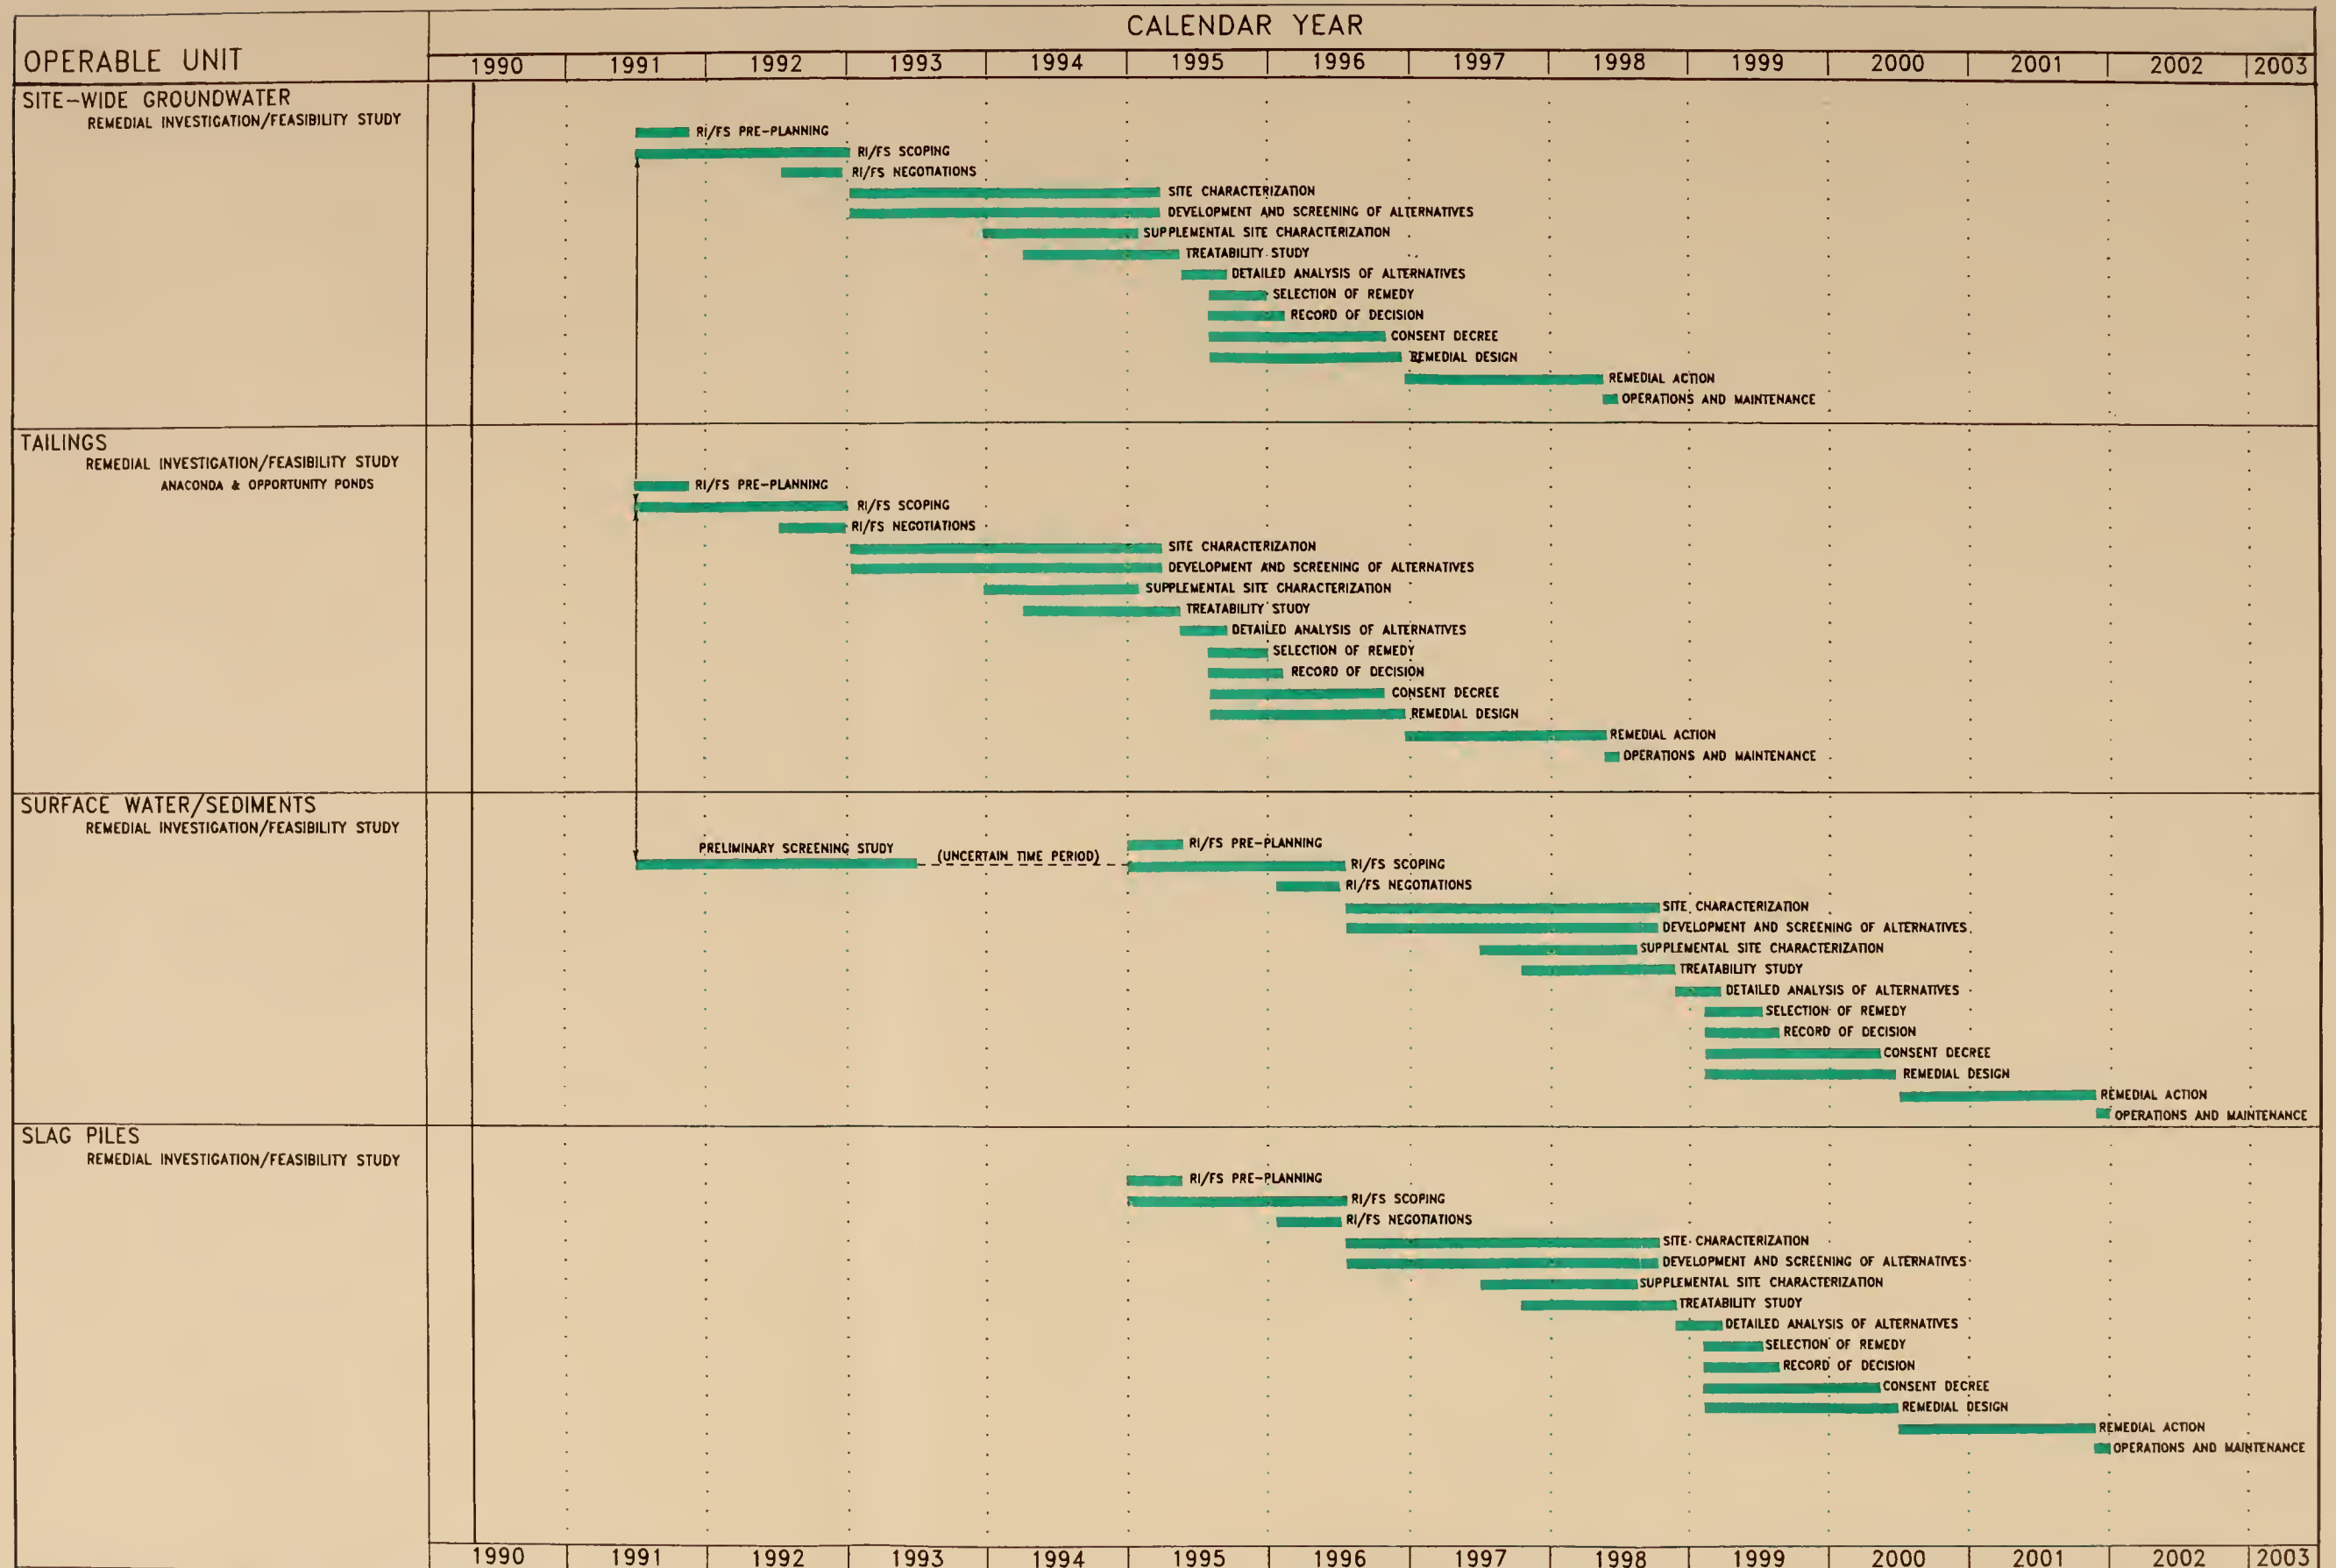 CALENDAR YEAR
OPERABLE UNIT
1990 1991 1992 1993 1994 1995 1996 1997 1998 1999 2000 2001 2002 2003
SITE-WIDE GROUNDWATER
REMEDIAL INVESTIGATION/FEASIBILITY STUDY
RI/FS PRE-PLANNING
RI/FS SCOPING
RI/FS NEGOTIATIONS
SITE CHARACTERIZATION
DEVELOPMENT AND SCREENING OF ALTERNATIVES
SUPPLEMENTAL SITE CHARACTERIZATION
TREATABILITY STUDY
DETAILED ANALYSIS OF ALTERNATIVES
SELECTION OF REMEDY
RECORD OF DECISION
CONSENT DECREE
REMEDIAL DESIGN
REMEDIAL ACTION
OPERATIONS AND MAINTENANCE
TAILINGS
REMEDIAL INVESTIGATION/FEASIBILITY STUDY
ANACONDA & OPPORTUNITY PONDS
RI/FS PRE-PLANNING
RI/FS SCOPING
RI/FS NEGOTIATIONS
SITE CHARACTERIZATION
DEVELOPMENT AND SCREENING OF ALTERNATIVES
SUPPLEMENTAL SITE CHARACTERIZATION
TREATABILITY STUDY
DETAILED ANALYSIS OF ALTERNATIVES
SELECTION OF REMEDY
RECORD OF DECISION
CONSENT DECREE
REMEDIAL DESIGN
REMEDIAL ACTION
OPERATIONS AND MAINTENANCE
SURFACE WATER/SEDIMENTS
REMEDIAL INVESTIGATION/FEASIBILITY STUDY
RI/FS PRE-PLANNING
PRELIMINARY SCREENING STUDY
(UNCERTAIN TIME PERIOD)
RI/FS SCOPING
RI/FS NEGOTIATIONS
SITE CHARACTERIZATION
DEVELOPMENT AND SCREENING OF ALTERNATIVES
SUPPLEMENTAL SITE CHARACTERIZATION
TREATABILITY STUDY
DETAILED ANALYSIS OF ALTERNATIVES
SELECTION OF REMEDY
RECORD OF DECISION
CONSENT DECREE
REMEDIAL DESIGN
REMEDIAL ACTION
OPERATIONS AND MAINTENANCE
SLAG PILES
REMEDIAL INVESTIGATION/FEASIBILITY STUDY
RI/FS PRE-PLANNING
RI/FS SCOPING
RI/FS NEGOTIATIONS
SITE CHARACTERIZATION
DEVELOPMENT AND SCREENING OF ALTERNATIVES
SUPPLEMENTAL SITE CHARACTERIZATION
TREATABILITY STUDY
DETAILED ANALYSIS OF ALTERNATIVES
SELECTION OF REMEDY
RECORD OF DECISION
CONSENT DECREE
REMEDIAL DESIGN
REMEDIAL ACTION
OPERATIONS AND MAINTENANCE
1990 1991 1992 1993 1994 1995 1996 1997 1998 1999 2000 2001 2002 2003